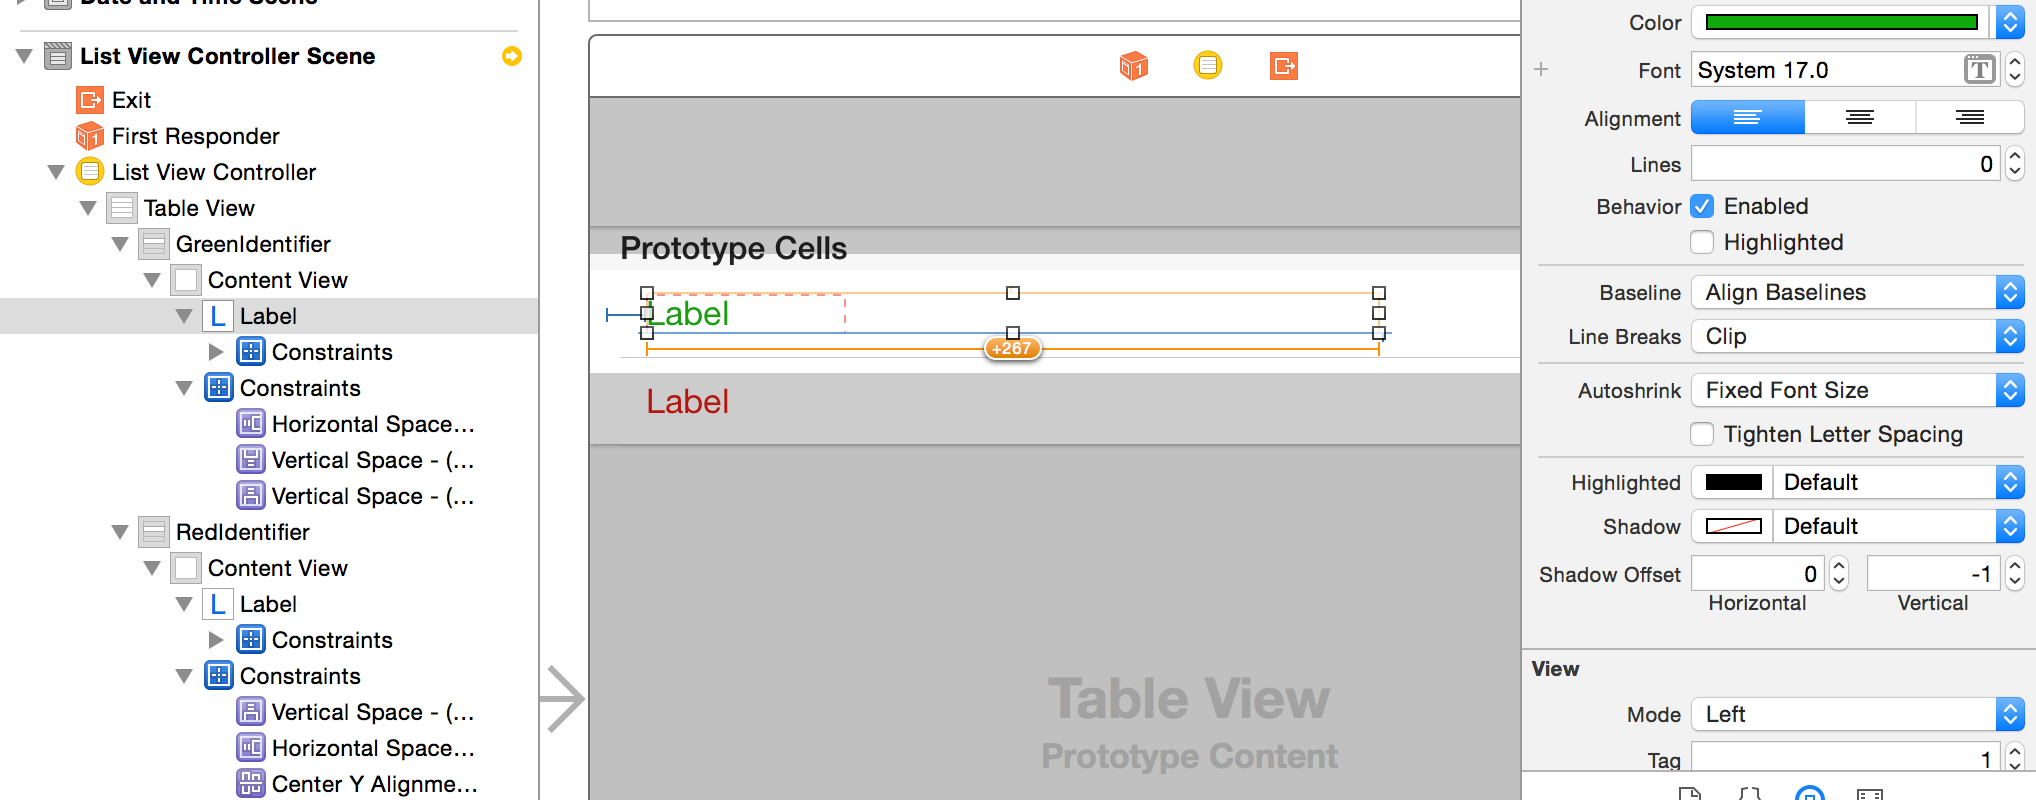 Date and Time Scene
List View Controller Scene
Exit
First Responder
List View Controller
Table View
GreenIdentifier
Content View
L Label
Constraints
Constraints
Horizontal Space...
Vertical Space - (...
Vertical Space - (...
RedIdentifier
Content View
L Label
Constraints
Constraints
Vertical Space - (...
Horizontal Space...
Center Y Alignme...
Prototype Cells
Label
+267
Label
Table View
Prototype Content
Color
Font System 17.0 T
Alignment
Lines 0
Behavior Enabled
Highlighted
Baseline Align Baselines
Line Breaks Clip
Autoshrink Fixed Font Size
Tighten Letter Spacing
Highlighted Default
Shadow Default
Shadow Offset 0 -1
Horizontal Vertical
View
Mode Left
Tag 1